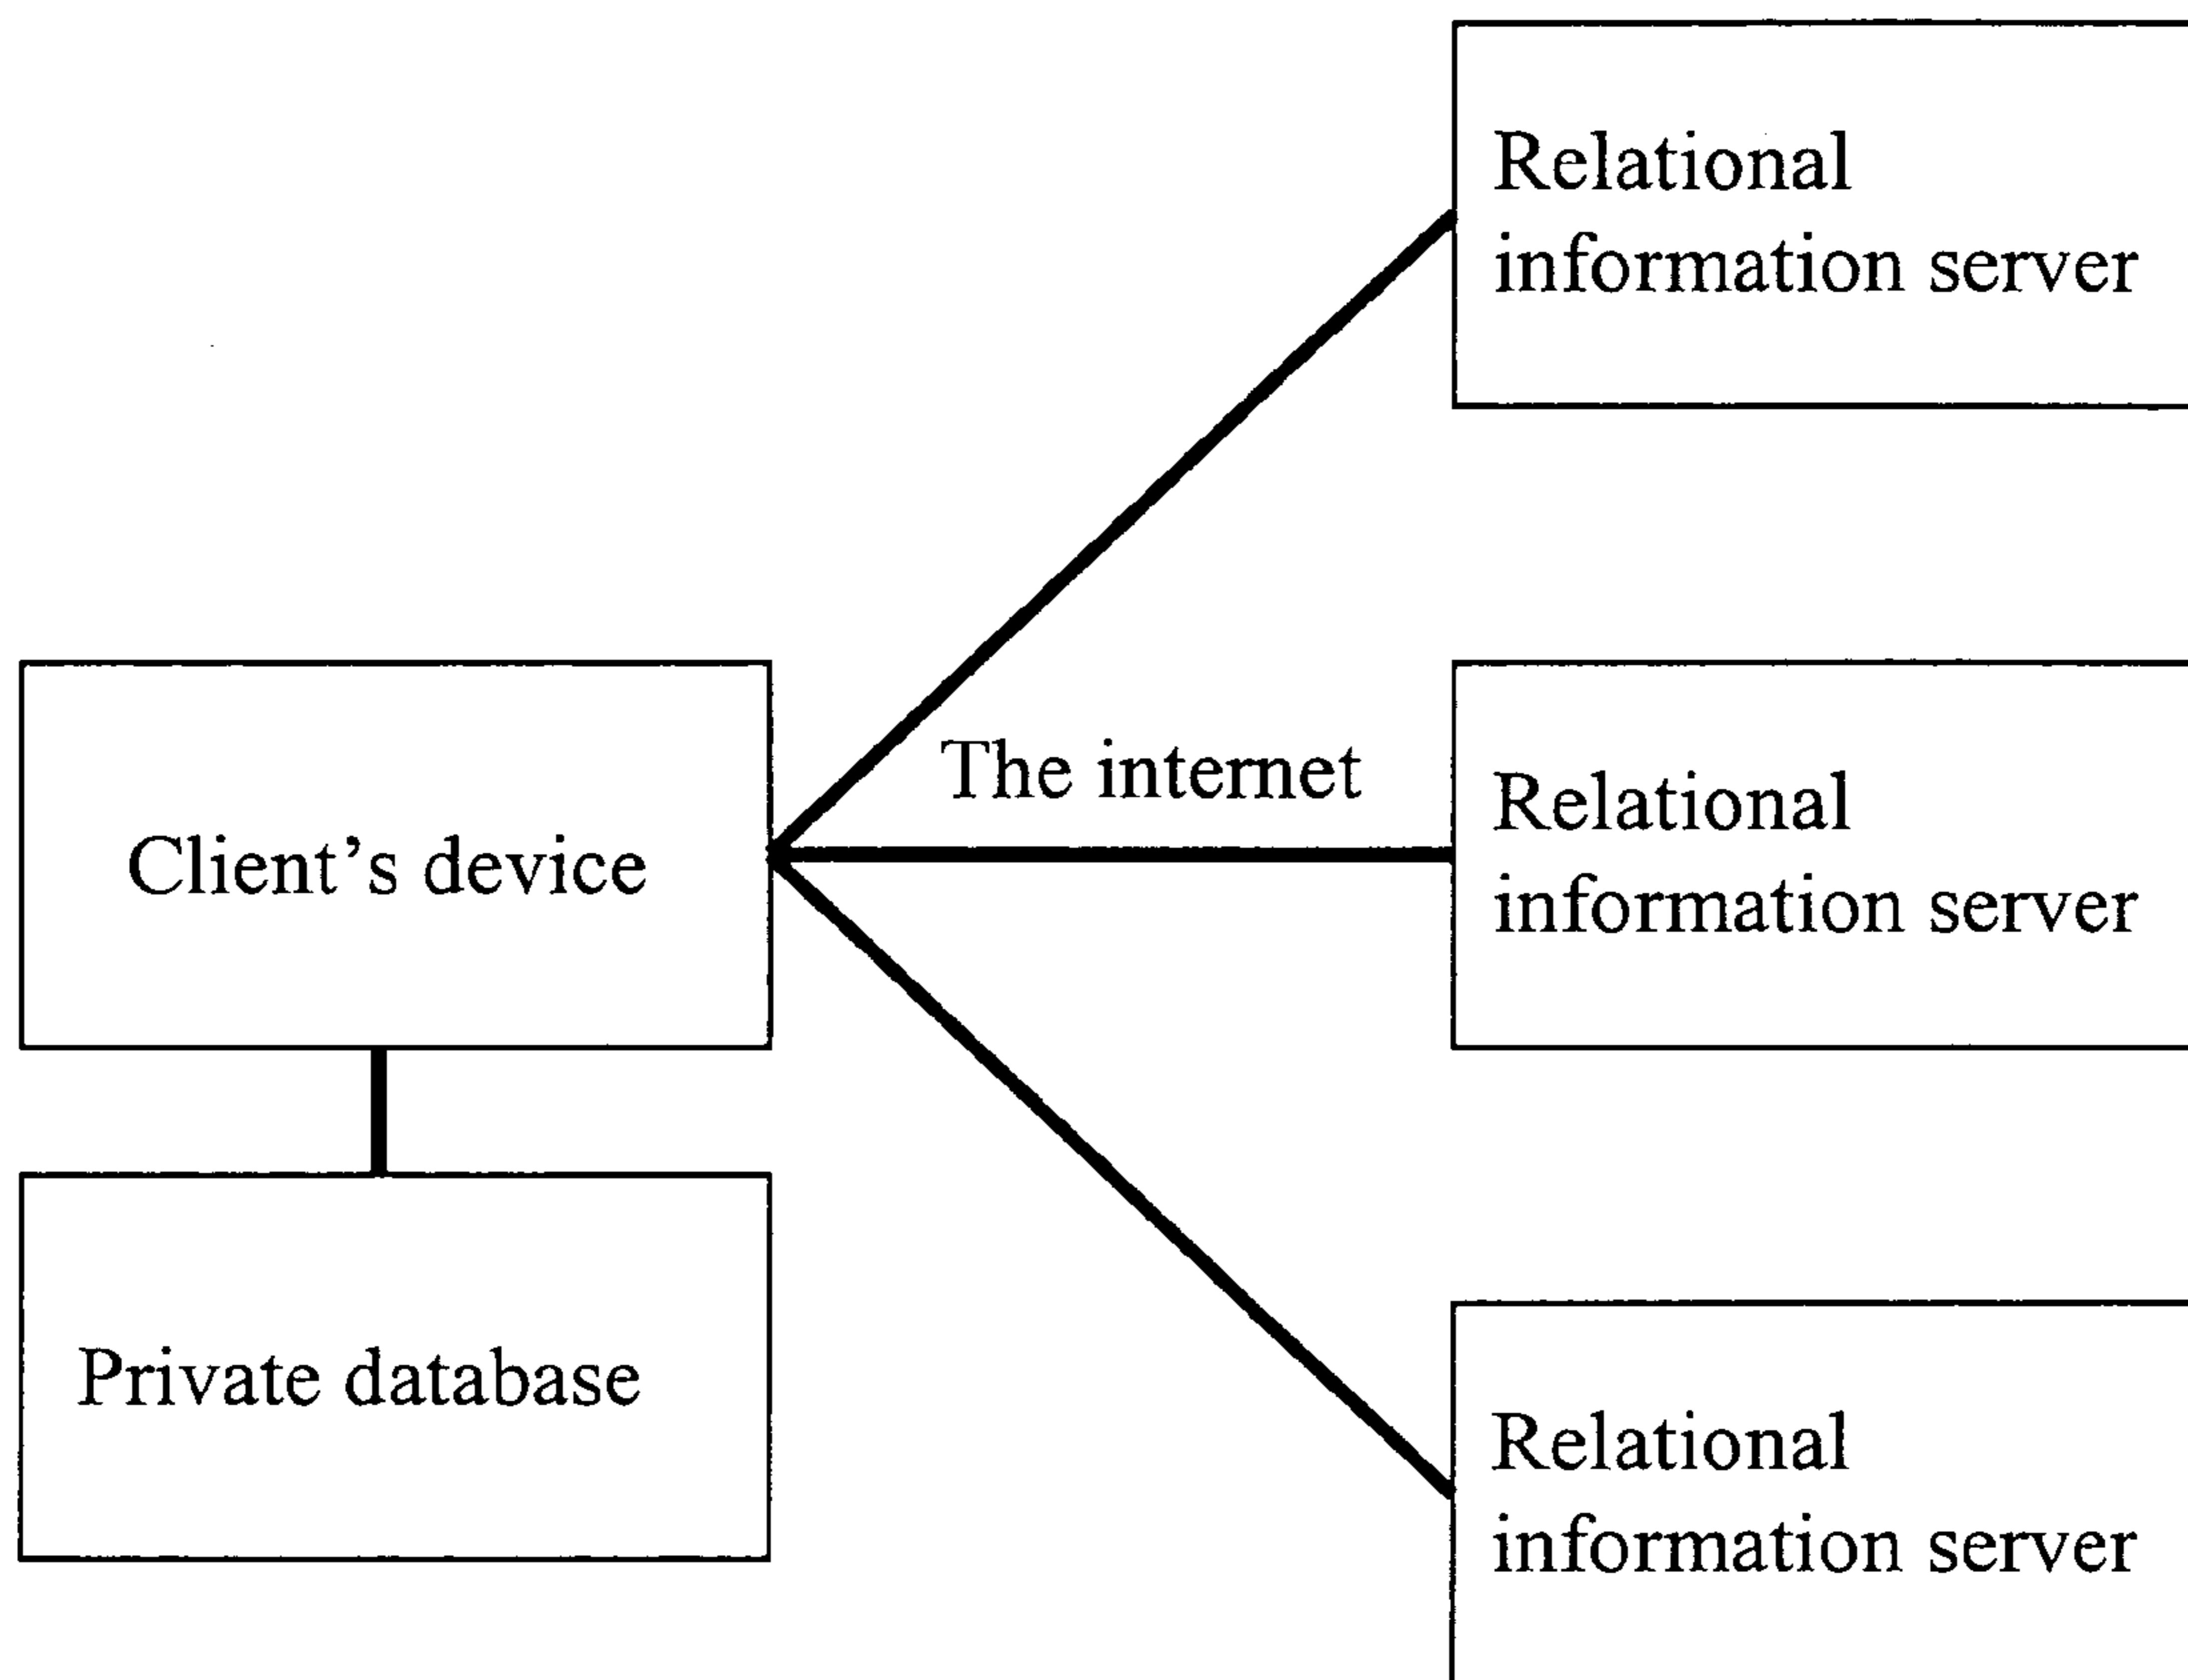 Relational
information server
The internet
Relational
information server
Client’s device
Private database
Relational
information server